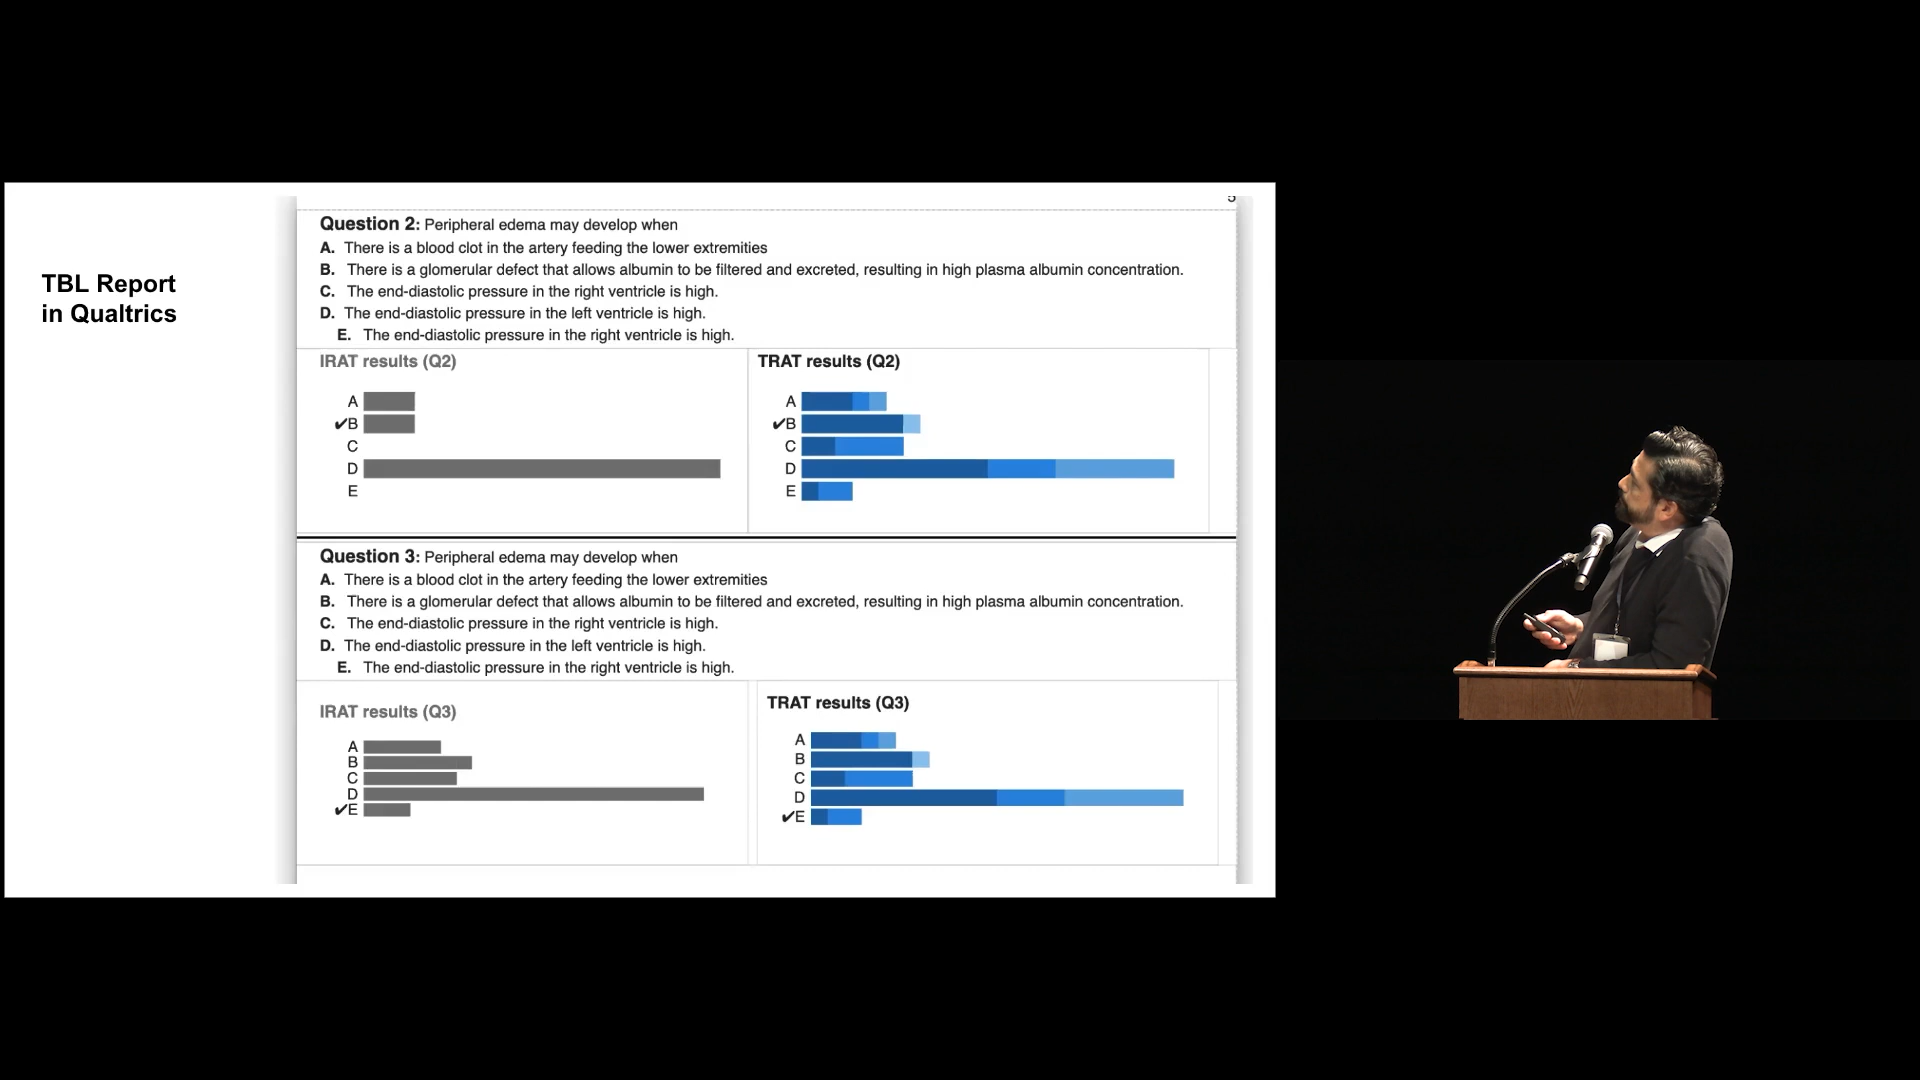 5
TBL Report
in Qualtrics
Question 2: Peripheral edema may develop when
A. There is a blood clot in the artery feeding the lower extremities
B. There is a glomerular defect that allows albumin to be filtered and excreted, resulting in high plasma albumin concentration.
C. The end-diastolic pressure in the right ventricle is high.
D. The end-diastolic pressure in the left ventricle is high.
E. The end-diastolic pressure in the right ventricle is high.
IRAT results (Q2)
A
✔B
C
D
E
TRAT results (Q2)
A
✔B
C
D
E
Question 3: Peripheral edema may develop when
A. There is a blood clot in the artery feeding the lower extremities
B. There is a glomerular defect that allows albumin to be filtered and excreted, resulting in high plasma albumin concentration.
C. The end-diastolic pressure in the right ventricle is high.
D. The end-diastolic pressure in the left ventricle is high.
E. The end-diastolic pressure in the right ventricle is high.
IRAT results (Q3)
A
B
C
D
✔E
TRAT results (Q3)
A
B
C
D
✔E